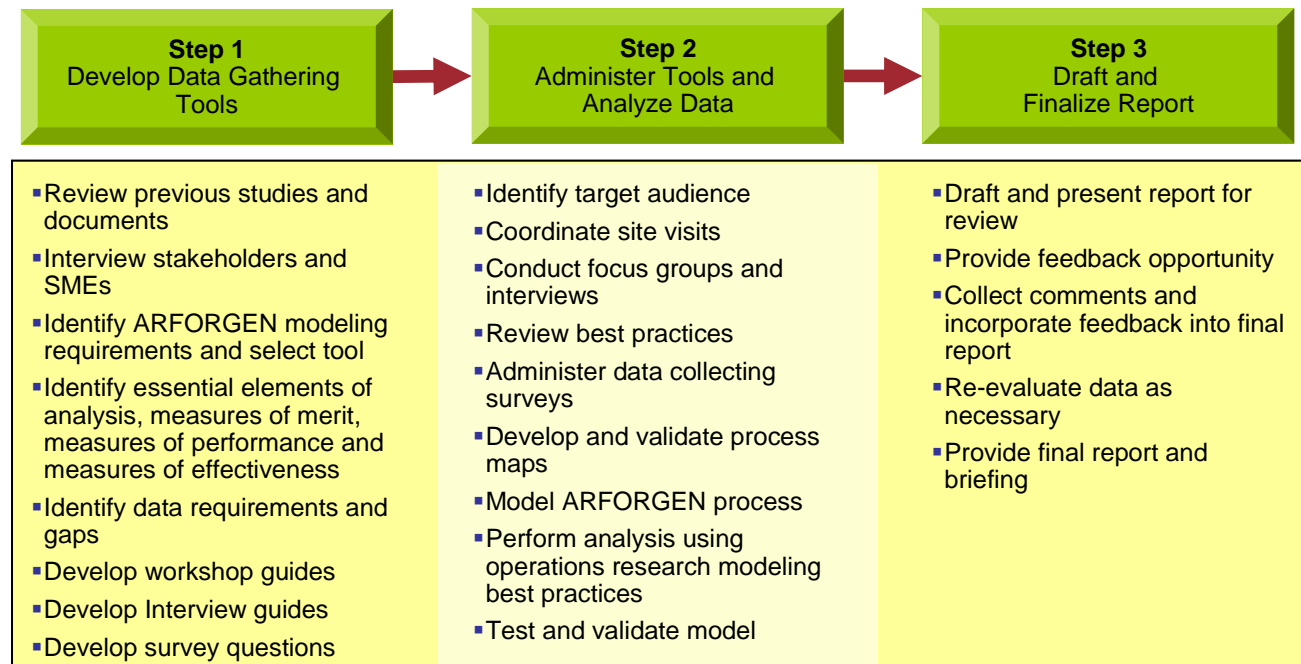 Step 1
Develop Data Gathering
Tools
Step 2
Administer Tools and
Analyze Data
Step 3
Draft and
Finalize Report
▪Review previous studies and
documents
▪Interview stakeholders and
SMEs
▪Identify ARFORGEN modeling
requirements and select tool
▪Identify essential elements of
analysis, measures of merit,
measures of performance and
measures of effectiveness
▪Identify data requirements and
gaps
▪Develop workshop guides
▪Develop Interview guides
▪Develop survey questions
▪Identify target audience
▪Coordinate site visits
▪Conduct focus groups and
interviews
▪Review best practices
▪Administer data collecting
surveys
▪Develop and validate process
maps
▪Model ARFORGEN process
▪Perform analysis using
operations research modeling
best practices
▪Test and validate model
▪Draft and present report for
review
▪Provide feedback opportunity
▪Collect comments and
incorporate feedback into final
report
▪Re-evaluate data as
necessary
▪Provide final report and
briefing